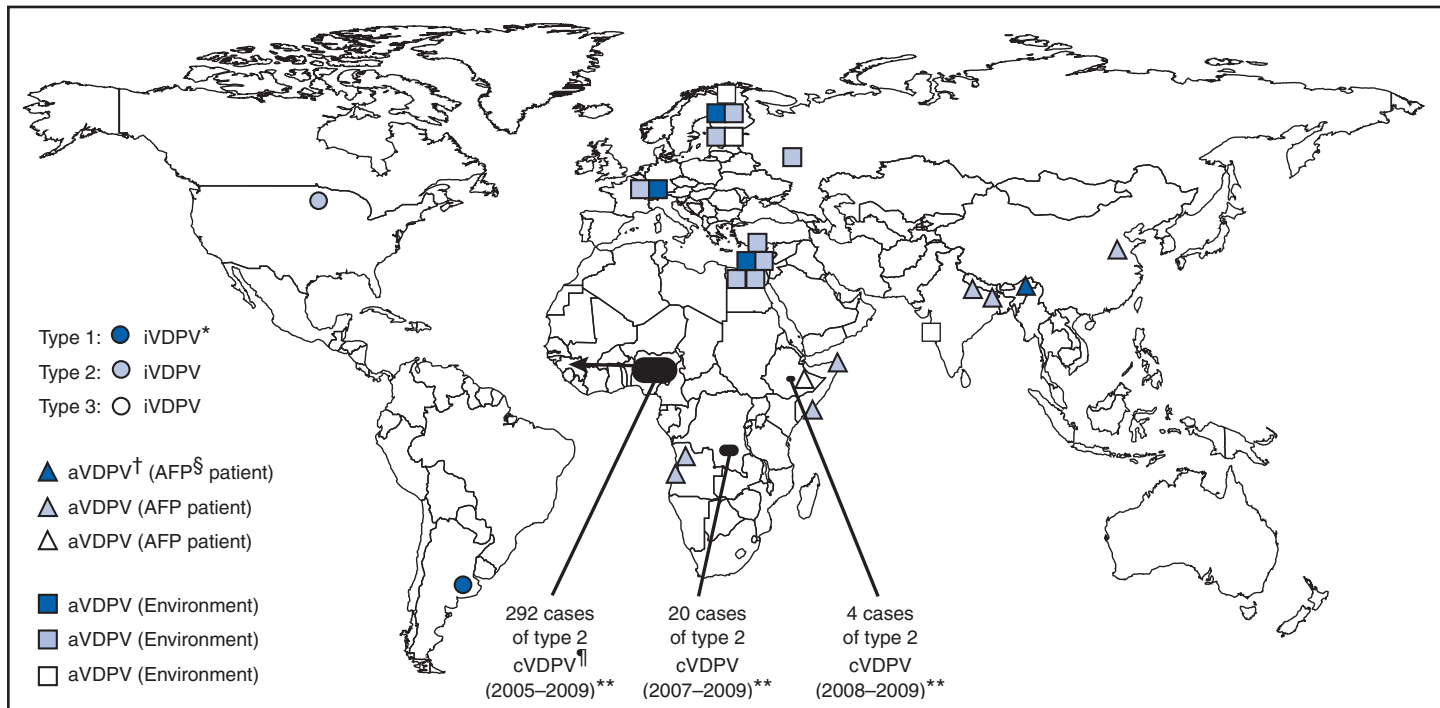 Type 1: iVDPV*
Type 2: iVDPV
Type 3: iVDPV
aVDPV† (AFP§ patient)
aVDPV (AFP patient)
aVDPV (AFP patient)
aVDPV (Environment)
aVDPV (Environment)
aVDPV (Environment)
292 cases
of type 2
cVDPV¶
(2005–2009)**
20 cases
of type 2
cVDPV
(2007–2009)**
4 cases
of type 2
cVDPV
(2008–2009)**